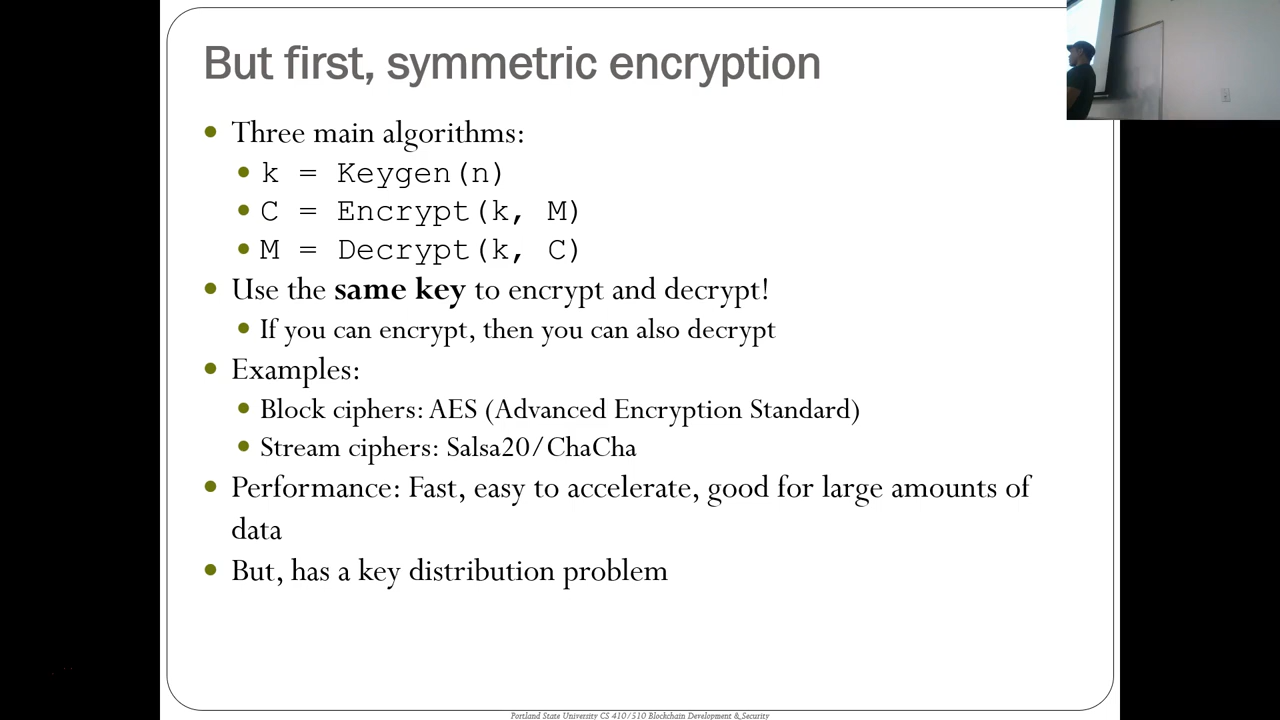 But first, symmetric encryption
• Three main algorithms:
• k = Keygen(n)
• C = Encrypt(k, M)
• M = Decrypt(k, C)
• Use the same key to encrypt and decrypt!
• If you can encrypt, then you can also decrypt
• Examples:
• Block ciphers: AES (Advanced Encryption Standard)
• Stream ciphers: Salsa20/ChaCha
• Performance: Fast, easy to accelerate, good for large amounts of
data
• But, has a key distribution problem
Portland State University CS 410/510 Blockchain Development & Security